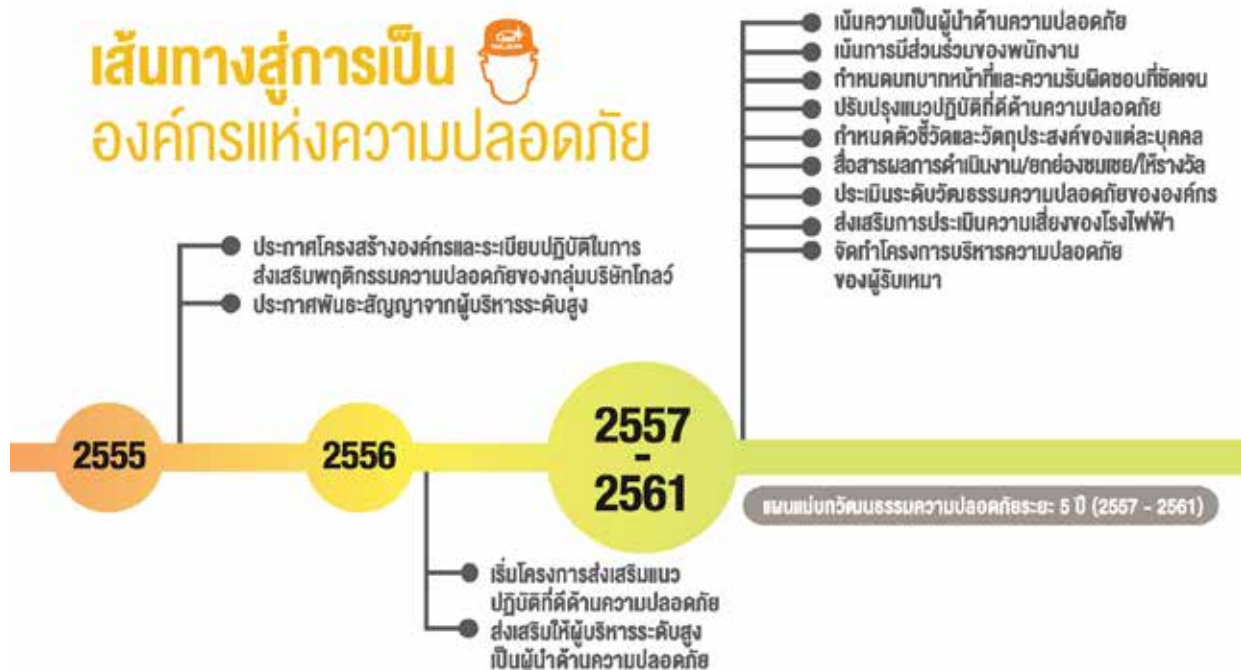 เส้นทางสู่การเป็น
องค์กรแห่งความปลอดภัย
ประกาศโครงสร้างองค์กรและระเบียบปฏิบัติในการ
ส่งเสริมพฤติกรรมความปลอดภัยของกลุ่มบริษัทโกลว์
ประกาศพันธะสัญญาจากผู้บริหารระดับสูง
2555
2556
เริ่มโครงการส่งเสริมแนว
ปฏิบัติที่ดีด้านความปลอดภัย
ส่งเสริมให้ผู้บริหารระดับสูง
เป็นผู้นำด้านความปลอดภัย
2557
-
2561
เน้นความเป็นผู้นำด้านความปลอดภัย
เน้นการมีส่วนร่วมของพนักงาน
กำหนดบทบาทหน้าที่และความรับผิดชอบที่ชัดเจน
ปรับปรุงแนวปฏิบัติที่ดีด้านความปลอดภัย
กำหนดตัวชี้วัดและวัตถุประสงค์ของแต่ละบุคคล
สื่อสารผลการดำเนินงาน/ยกย่องชมเชย/ให้รางวัล
ประเมินระดับวัฒธรรมความปลอดภัยขององค์กร
ส่งเสริมการประเมินความเสี่ยงของโรงไฟฟ้า
จัดทำโครงการบริหารความปลอดภัย
ของผู้รับเหมา
แผนแม่บทวัฒนธรรมความปลอดภัยระยะ 5 ปี (2557 - 2561)